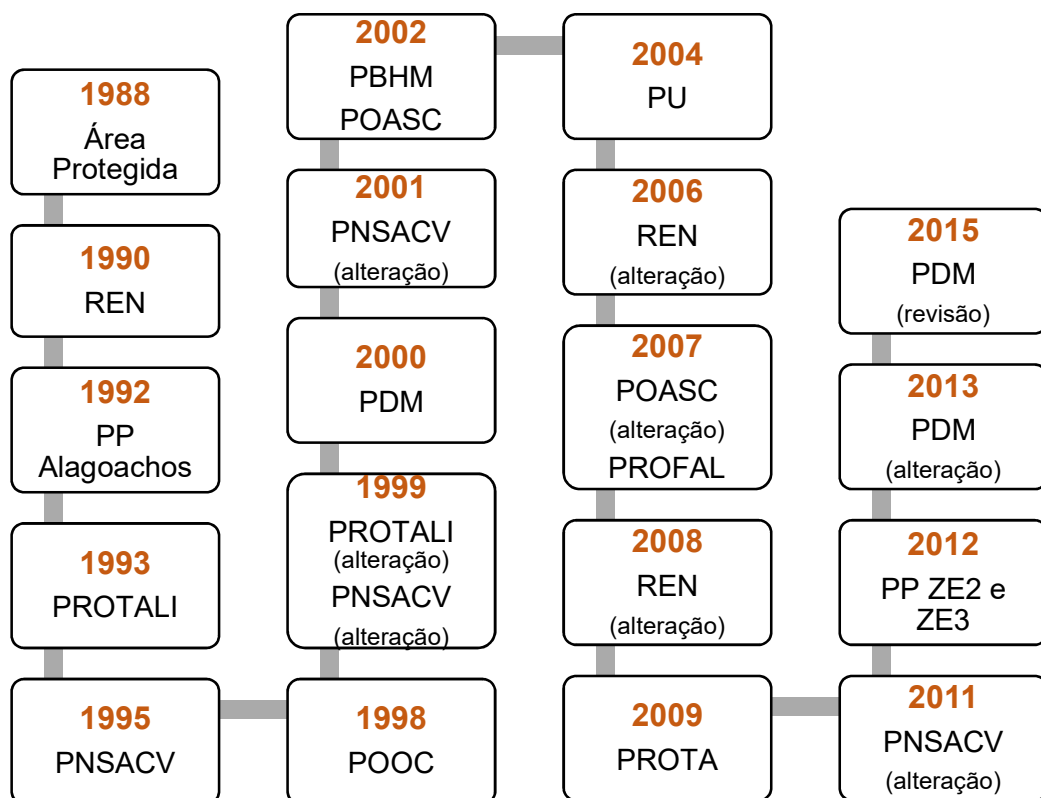 1988
Área
Protegida
1990
REN
1992
PP
Alagoachos
1993
PROTALI
1995
PNSACV
1998
POOC
1999
PROTALI
(alteração)
PNSACV
(alteração)
2000
PDM
2001
PNSACV
(alteração)
2002
PBHM
POASC
2004
PU
2006
REN
(alteração)
2007
POASC
(alteração)
PROFAL
2008
REN
(alteração)
2009
PROTA
2011
PNSACV
(alteração)
2012
PP ZE2 e
ZE3
2013
PDM
(alteração)
2015
PDM
(revisão)